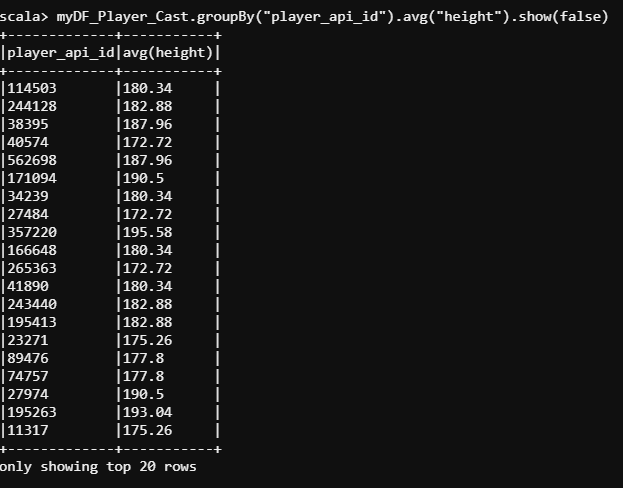 scala> myDF_Player_Cast.groupBy("player_api_id").avg("height").show(false)
+-------------+-----------+
|player_api_id|avg(height)|
+-------------+-----------+
|114503       |180.34     |
|244128       |182.88     |
|38395        |187.96     |
|40574        |172.72     |
|562698       |187.96     |
|171094       |190.5      |
|34239        |180.34     |
|27484        |172.72     |
|357220       |195.58     |
|166648       |180.34     |
|265363       |172.72     |
|41890        |180.34     |
|243440       |182.88     |
|195413       |182.88     |
|23271        |175.26     |
|89476        |177.8      |
|74757        |177.8      |
|27974        |190.5      |
|195263       |193.04     |
|11317        |175.26     |
+-------------+-----------+
only showing top 20 rows